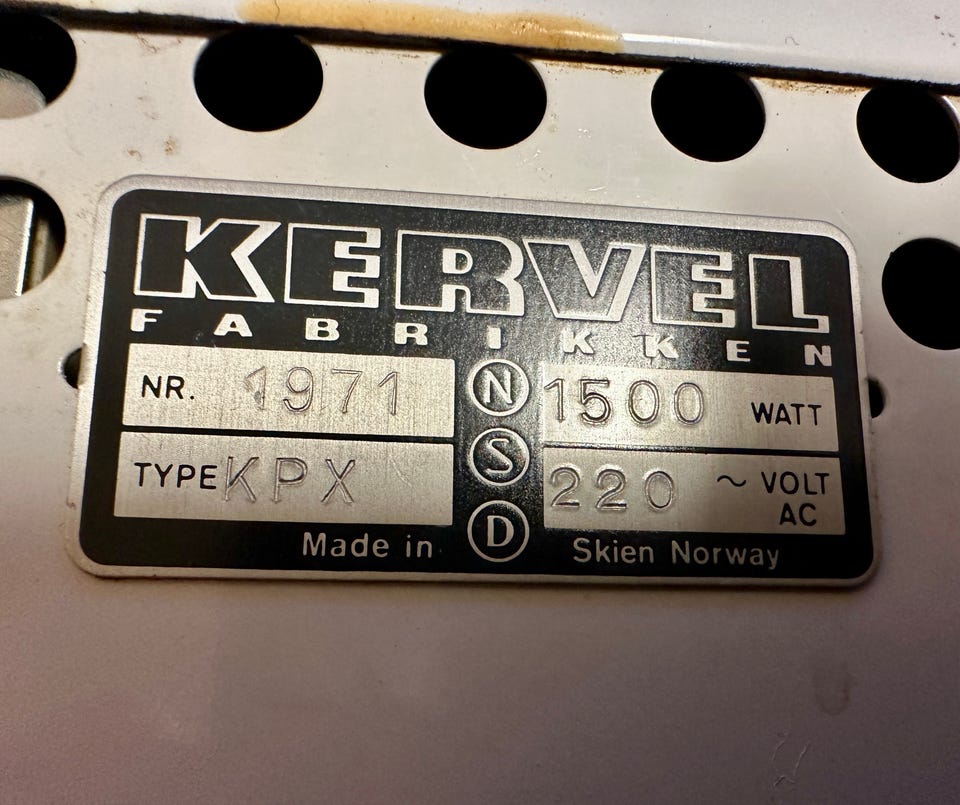 KERVEL
FABRIKKEN
NR. 1971 N 1500 WATT
TYPE KPX S 220 ~ VOLT AC
Made in D Skien Norway